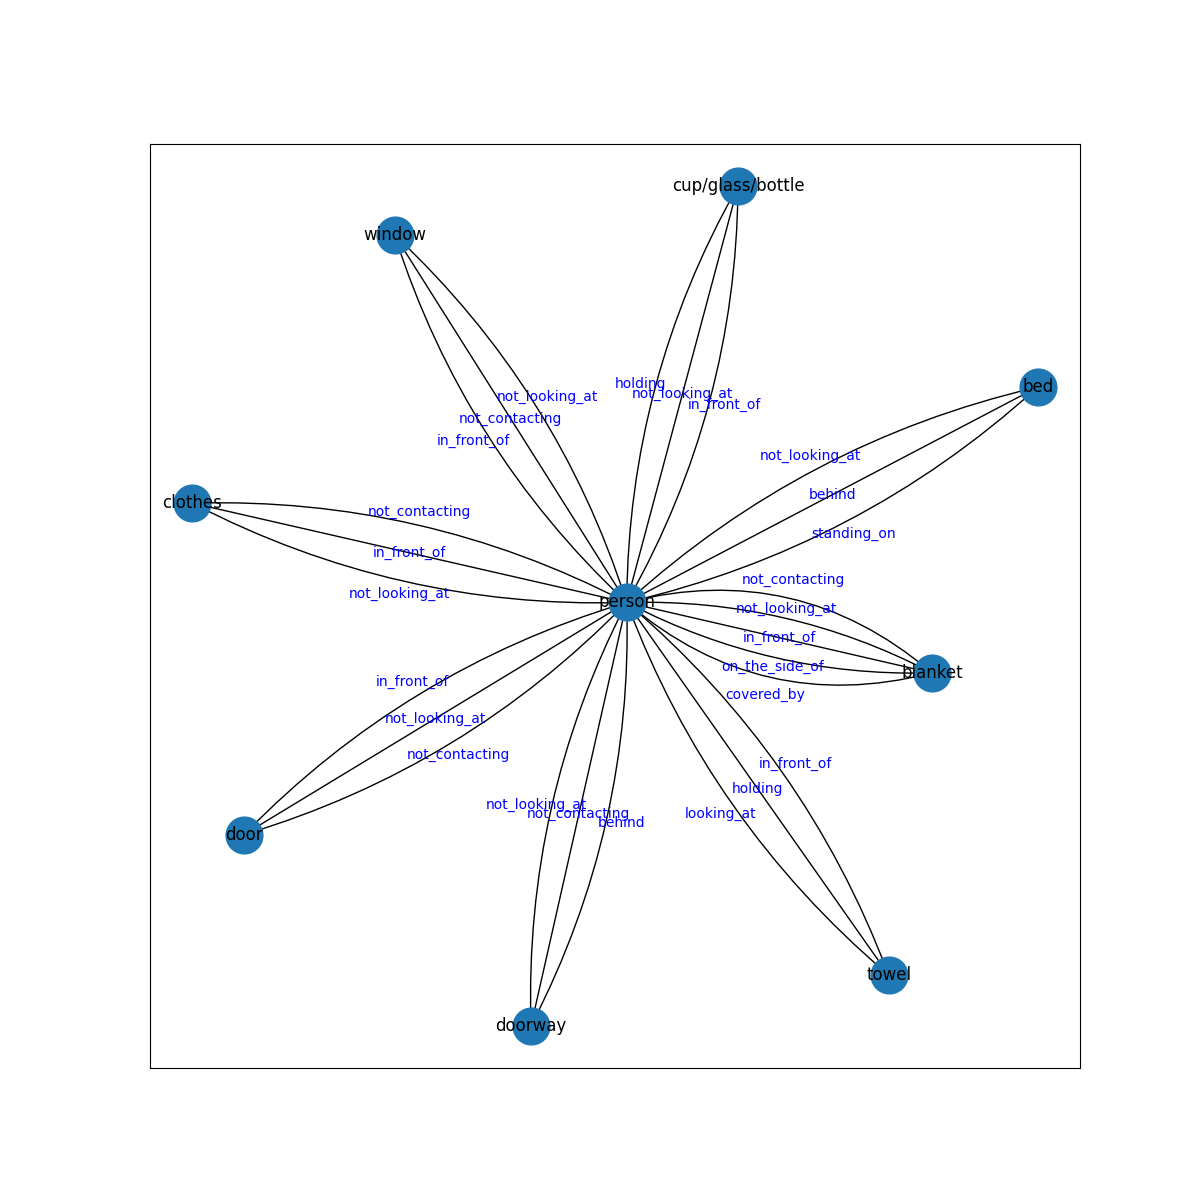 cup/glass/bottle
window
bed
holding
not_looking_at
in_front_of
not_looking_at
not_contacting
in_front_of
not_looking_at
behind
standing_on
clothes
not_contacting
in_front_of
not_looking_at
person
not_contacting
not_looking_at
in_front_of
on_the_side_of
covered_by
blanket
in_front_of
not_looking_at
not_contacting
in_front_of
holding
looking_at
not_looking_at
not_contacting
behind
door
towel
doorway